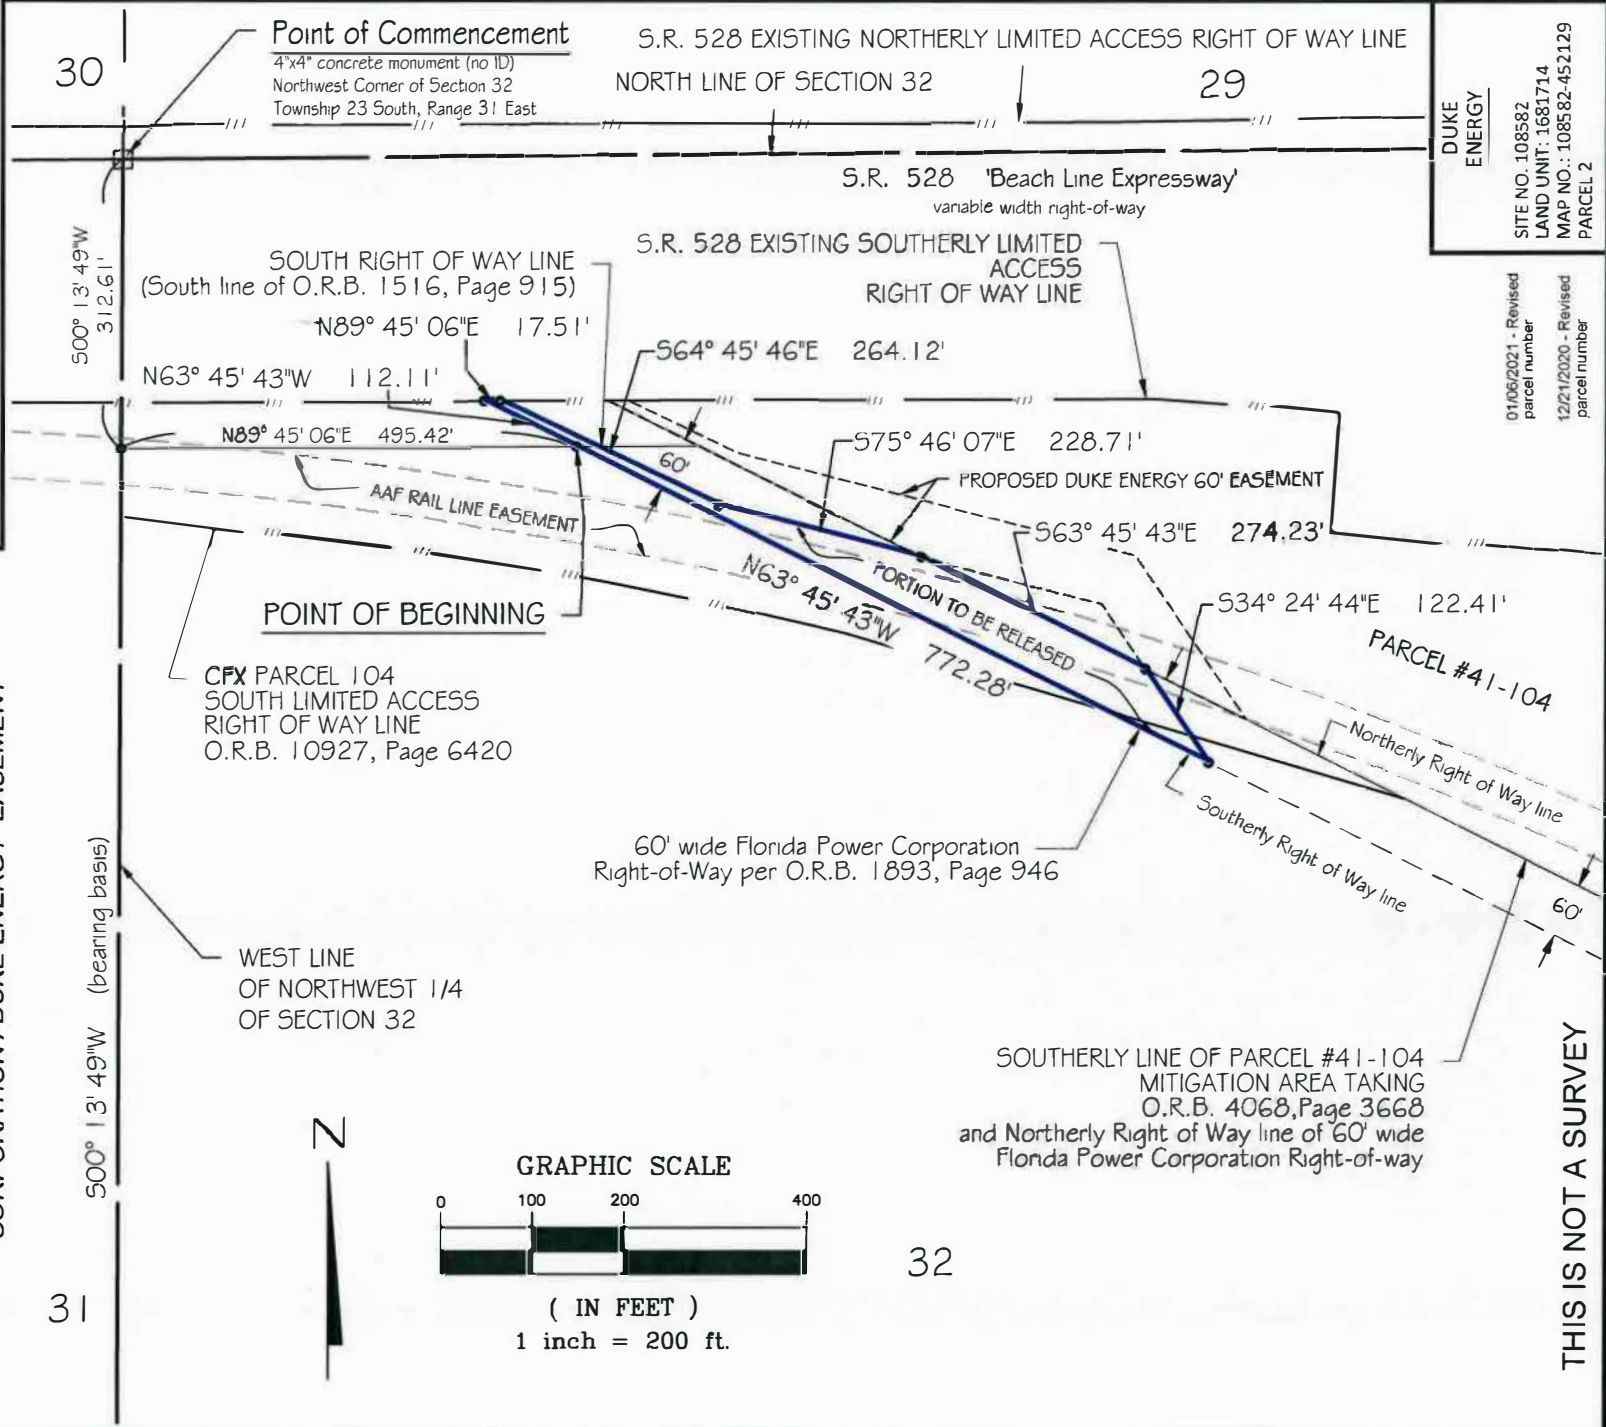 30
Point of Commencement
4"x4" concrete monument (no ID)
Northwest Corner of Section 32
Township 23 South, Range 31 East
S.R. 528 EXISTING NORTHERLY LIMITED ACCESS RIGHT OF WAY LINE
NORTH LINE OF SECTION 32
29
DUKE
ENERGY
SITE NO. 108582
LAND UNIT: 1681714
MAP NO.: 108582-452129
PARCEL 2
S.R. 528 'Beach Line Expressway'
variable width right-of-way
S00° 13' 49"W
312.61'
SOUTH RIGHT OF WAY LINE
(South line of O.R.B. 1516, Page 915)
S.R. 528 EXISTING SOUTHERLY LIMITED
ACCESS
RIGHT OF WAY LINE
01/06/2021 - Revised
parcel number
12/21/2020 - Revised
parcel number
N89° 45' 06"E 17.51'
S64° 45' 46"E 264.12'
N63° 45' 43"W 112.11'
N89° 45' 06"E 495.42'
60'
S75° 46' 07"E 228.71'
PROPOSED DUKE ENERGY 60' EASEMENT
AAF RAIL LINE EASEMENT
S63° 45' 43"E 274.23'
N63° 45' 43"W 772.28'
PORTION TO BE RELEASED
POINT OF BEGINNING
S34° 24' 44"E 122.41'
PARCEL #41-104
CFX PARCEL 104
SOUTH LIMITED ACCESS
RIGHT OF WAY LINE
O.R.B. 10927, Page 6420
Northerly Right of Way line
Southerly Right of Way line
60' wide Florida Power Corporation
Right-of-Way per O.R.B. 1893, Page 946
60'
S00° 13' 49"W (bearing basis)
WEST LINE
OF NORTHWEST 1/4
OF SECTION 32
SOUTHERLY LINE OF PARCEL #41-104
MITIGATION AREA TAKING
O.R.B. 4068,Page 3668
and Northerly Right of Way line of 60' wide
Florida Power Corporation Right-of-way
THIS IS NOT A SURVEY
N
GRAPHIC SCALE
0 100 200 400
( IN FEET )
1 inch = 200 ft.
32
31